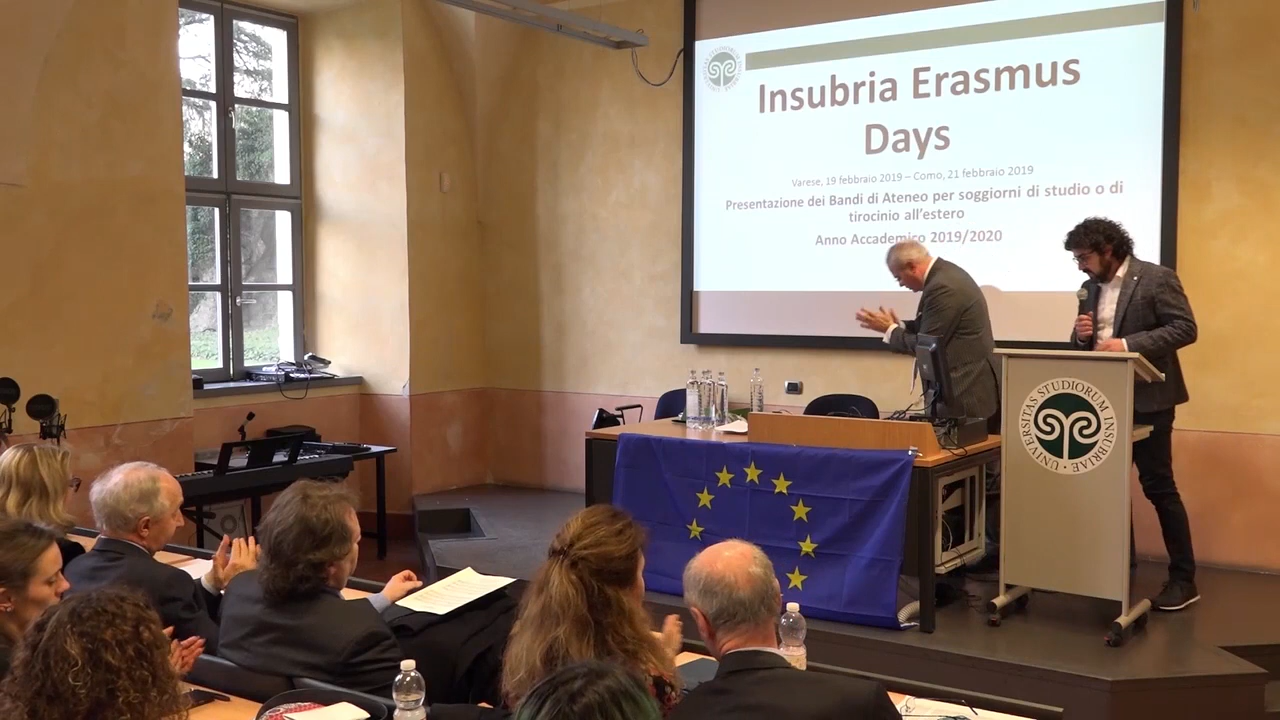 Insubria Erasmus
Days
Varese, 19 febbraio 2019 – Como, 21 febbraio 2019
Presentazione dei Bandi di Ateneo per soggiorni di studio o di
tirocinio all'estero
Anno Accademico 2019/2020
UNIVERSITAS STUDIORUM INSUBRIAE